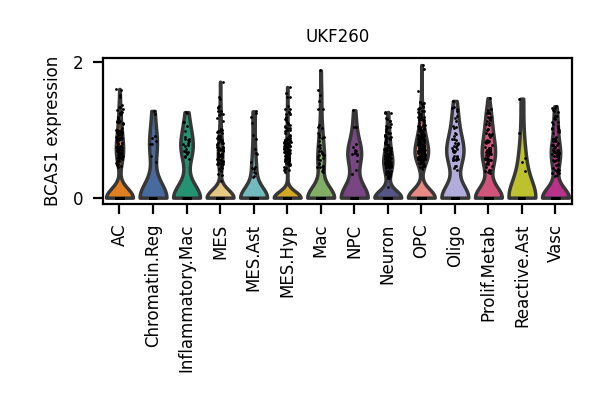 UKF260
BCAS1 expression
2
0
AC
Chromatin.Reg
Inflammatory.Mac
MES
MES.Ast
MES.Hyp
Mac
NPC
Neuron
OPC
Oligo
Prolif.Metab
Reactive.Ast
Vasc